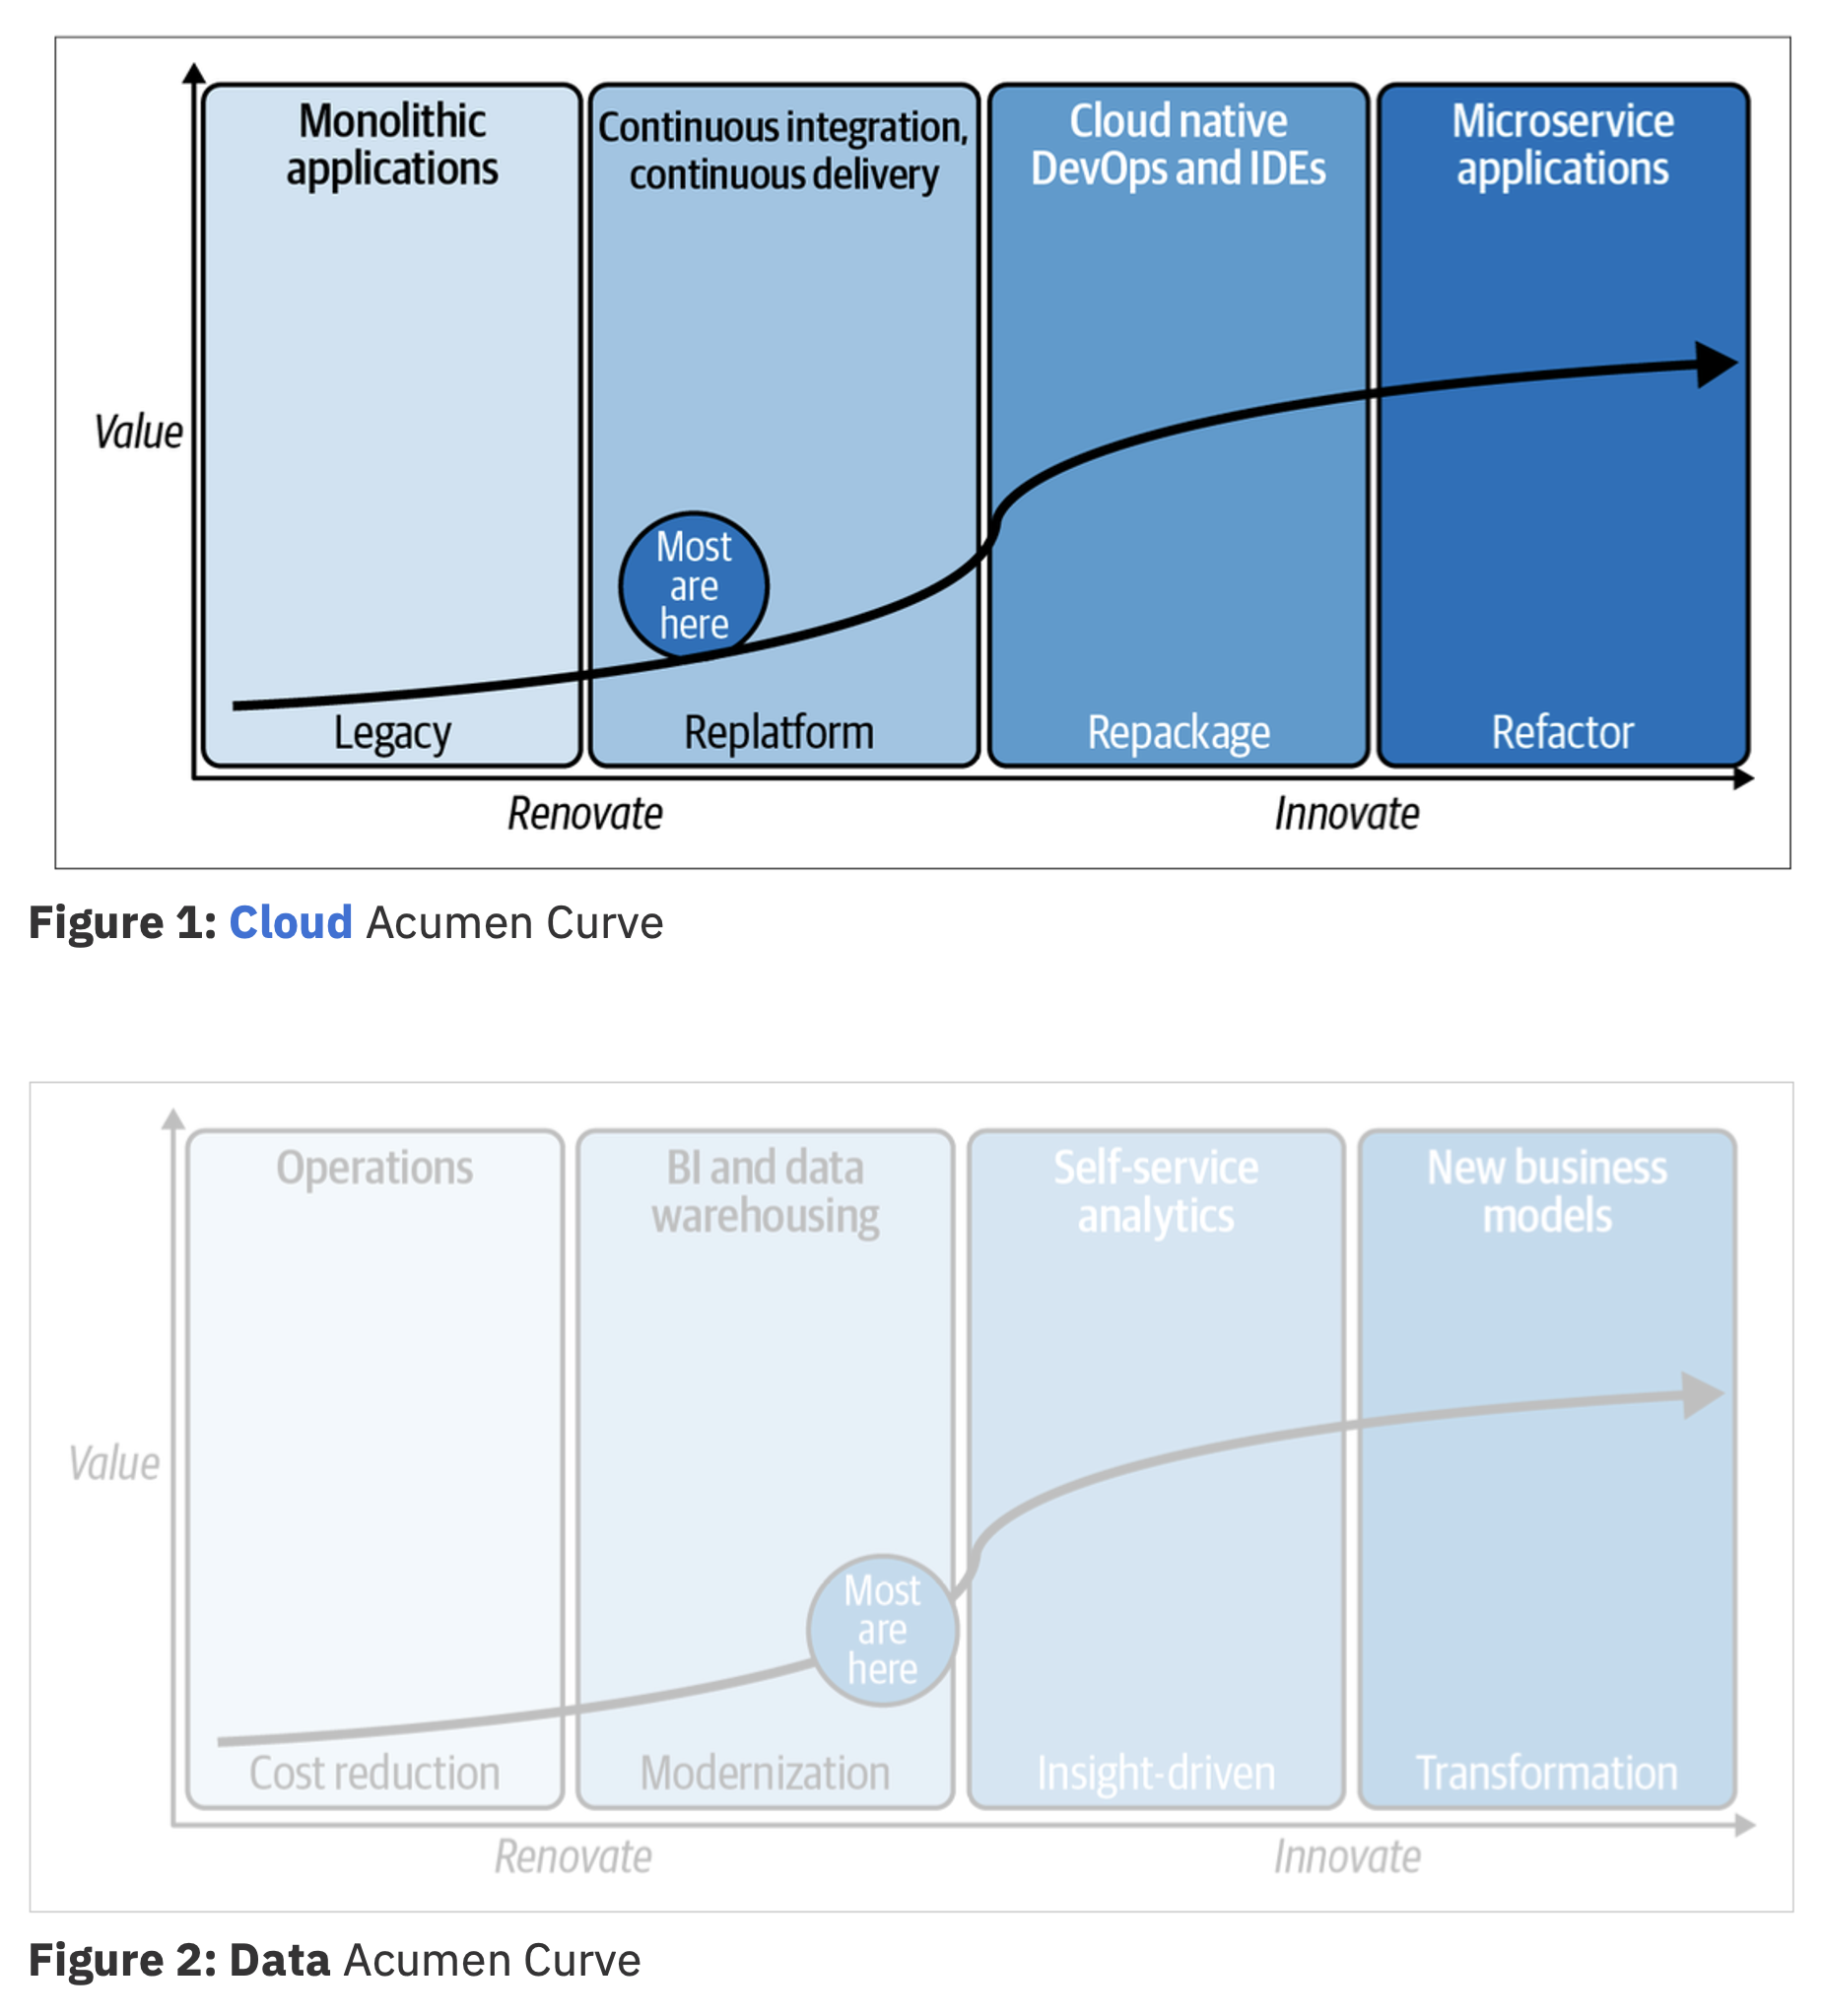 Monolithic
applications
Continuous integration,
continuous delivery
Cloud native
DevOps and IDEs
Microservice
applications
Value
Most
are
here
Legacy
Replatform
Repackage
Refactor
Renovate
Innovate
Figure 1: Cloud Acumen Curve
Operations
BI and data
warehousing
Self-service
analytics
New business
models
Value
Most
are
here
Cost reduction
Modernization
Insight-driven
Transformation
Renovate
Innovate
Figure 2: Data Acumen Curve